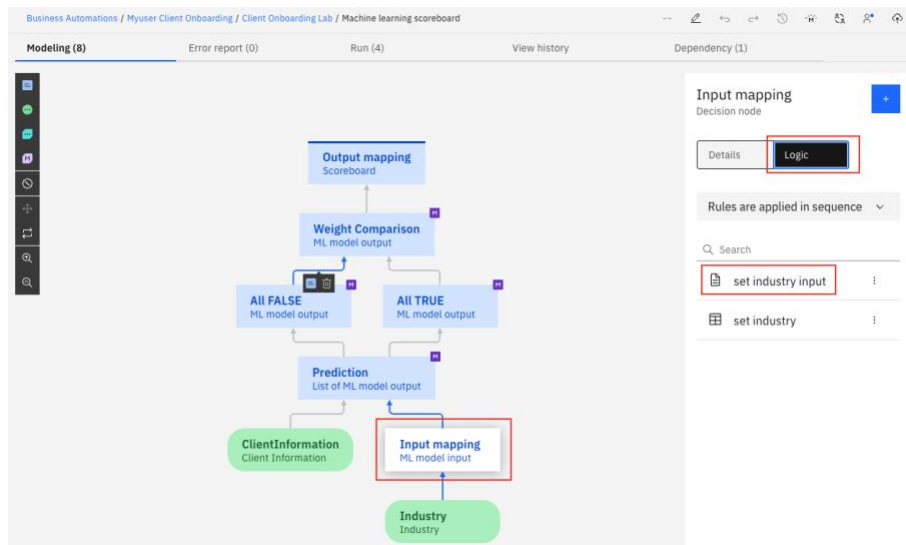 Business Automations / Myuser Client Onboarding / Client Onboarding Lab / Machine learning scoreboard
Modeling (8)
Error report (0)
Run (4)
View history
Dependency (1)
Input mapping
Decision node
Details
Logic
Rules are applied in sequence
Search
set industry input
set industry
Output mapping
Scoreboard
M
Weight Comparison
ML model output
M
M
All FALSE
ML model output
All TRUE
ML model output
M
Prediction
List of ML model output
ClientInformation
Client Information
Input mapping
ML model input
Industry
Industry